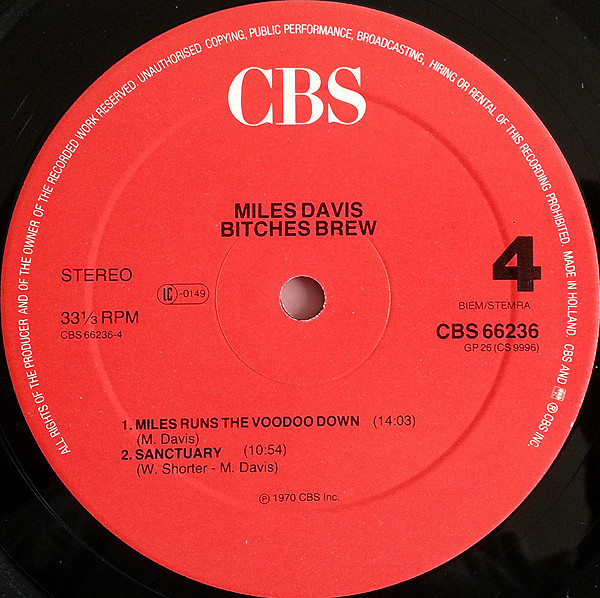 ALL RIGHTS OF THE PRODUCER AND OF THE OWNER OF THE RECORDED WORK RESERVED. UNAUTHORISED COPYING, PUBLIC PERFORMANCE, BROADCASTING, HIRING OR RENTAL OF THIS RECORDING PROHIBITED. MADE IN HOLLAND. CBS AND ℗ CBS INC.
CBS
MILES DAVIS
BITCHES BREW
STEREO
LC-0149
33⅓ RPM
CBS 66236-4
4
BIEM/STEMRA
CBS 66236
GP 26 (CS 9996)
1. MILES RUNS THE VOODOO DOWN (14:03)
(M. Davis)
2. SANCTUARY (10:54)
(W. Shorter - M. Davis)
℗ 1970 CBS Inc.